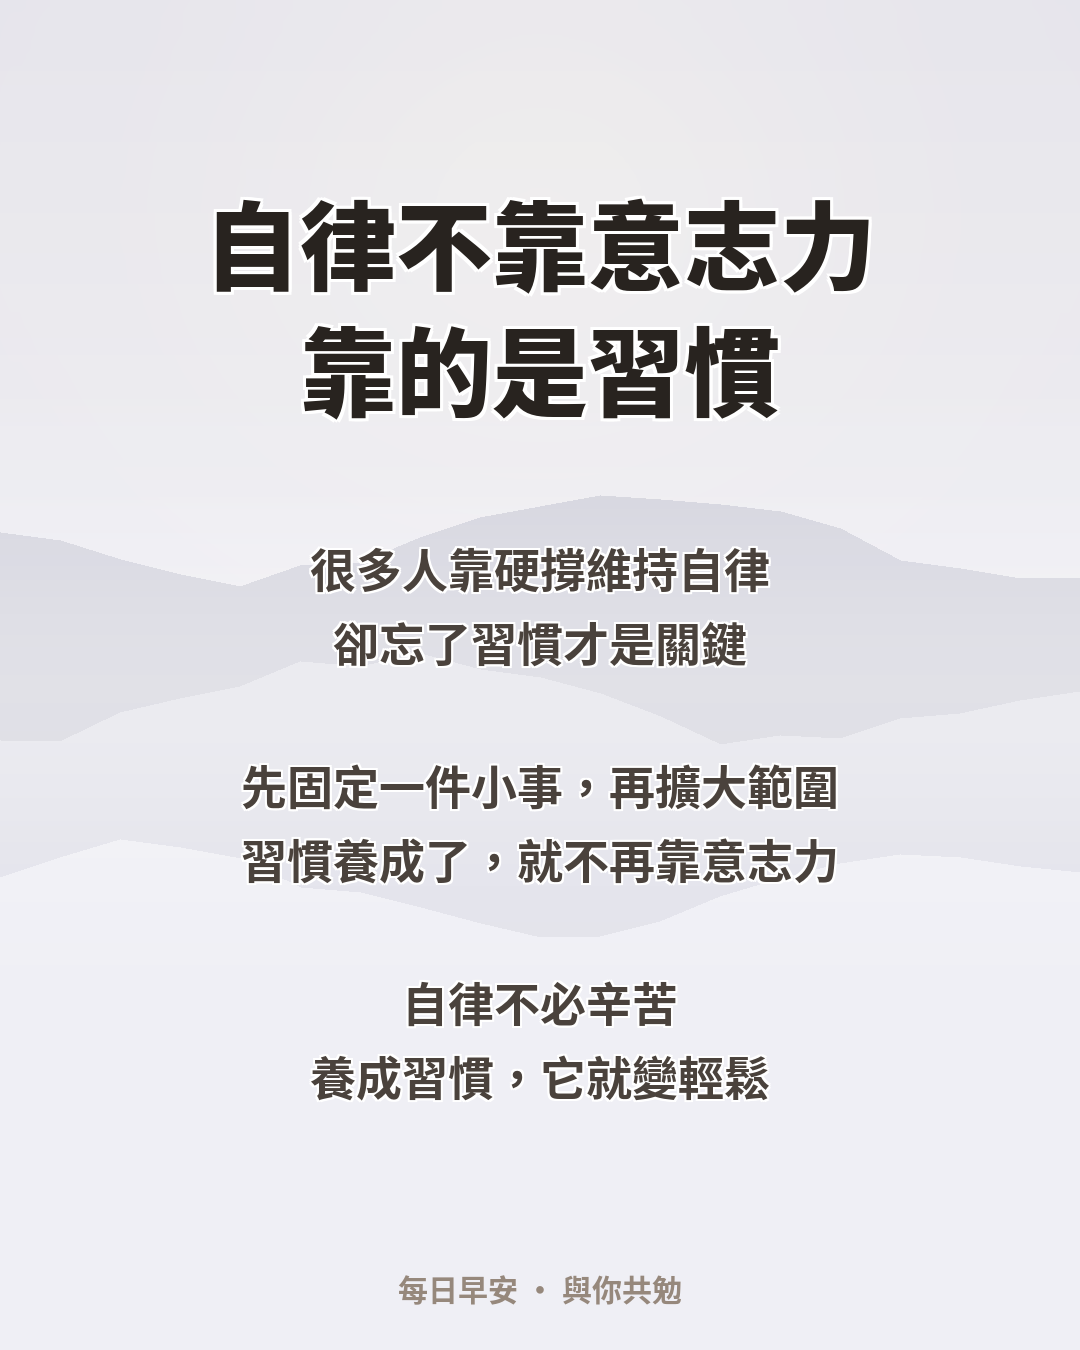 自律不靠意志力
靠的是習慣
很多人靠硬撐維持自律
卻忘了習慣才是關鍵
先固定一件小事，再擴大範圍
習慣養成了，就不再靠意志力
自律不必辛苦
養成習慣，它就變輕鬆
每日早安 · 與你共勉